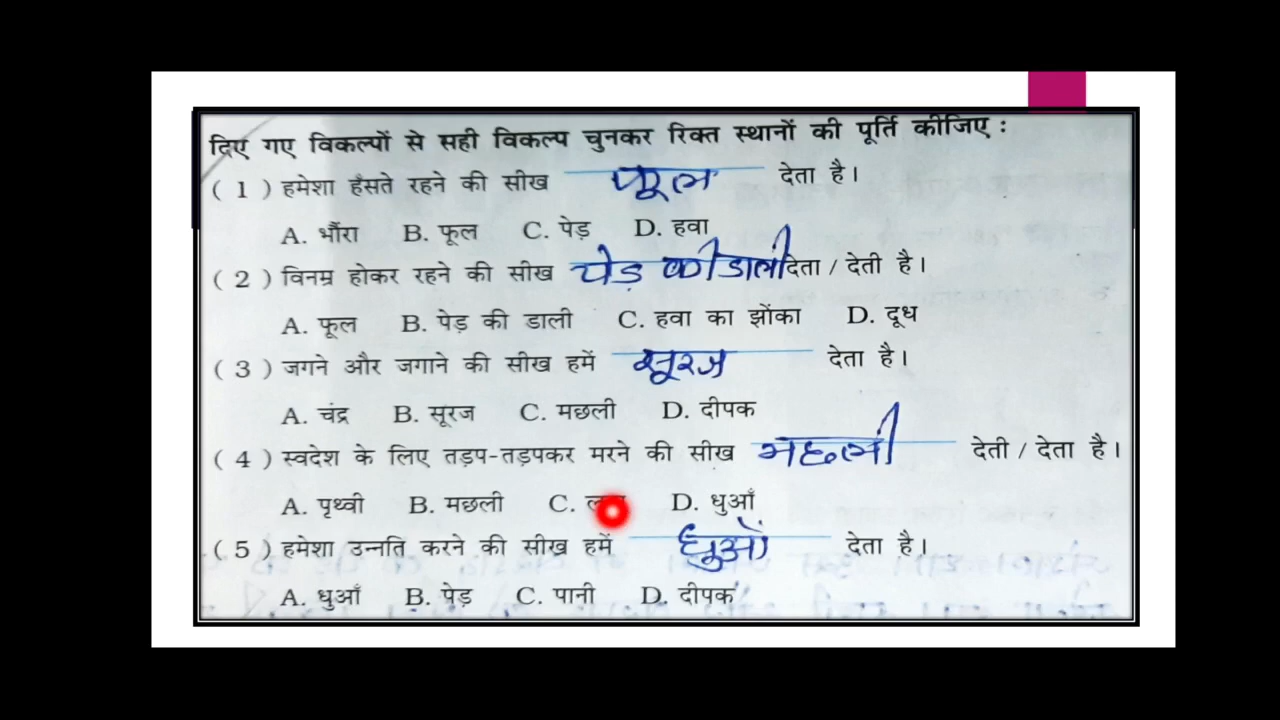 दिए गए विकल्पों से सही विकल्प चुनकर रिक्त स्थानों की पूर्ति कीजिए :
( 1 ) हमेशा हँसते रहने की सीख फूल देता है।
A. भौंरा B. फूल C. पेड़ D. हवा
( 2 ) विनम्र होकर रहने की सीख पेड़ की डाली देता / देती है।
A. फूल B. पेड़ की डाली C. हवा का झोंका D. दूध
( 3 ) जगने और जगाने की सीख हमें सूरज देता है।
A. चंद्र B. सूरज C. मछली D. दीपक
( 4 ) स्वदेश के लिए तड़प-तड़पकर मरने की सीख मछली देती / देता है।
A. पृथ्वी B. मछली C. D. धुआँ
( 5 ) हमेशा उन्नति करने की सीख हमें धुआँ देता है।
A. धुआँ B. पेड़ C. पानी D. दीपक